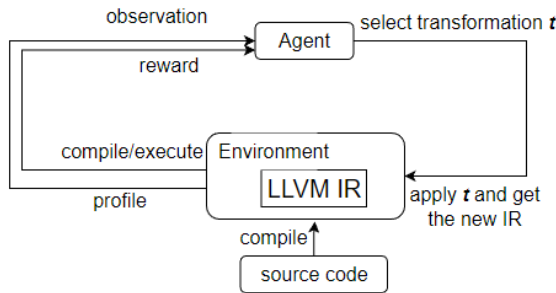 observation
Agent
select transformation t
reward
compile/execute
Environment
LLVM IR
profile
apply t and get
the new IR
compile
source code